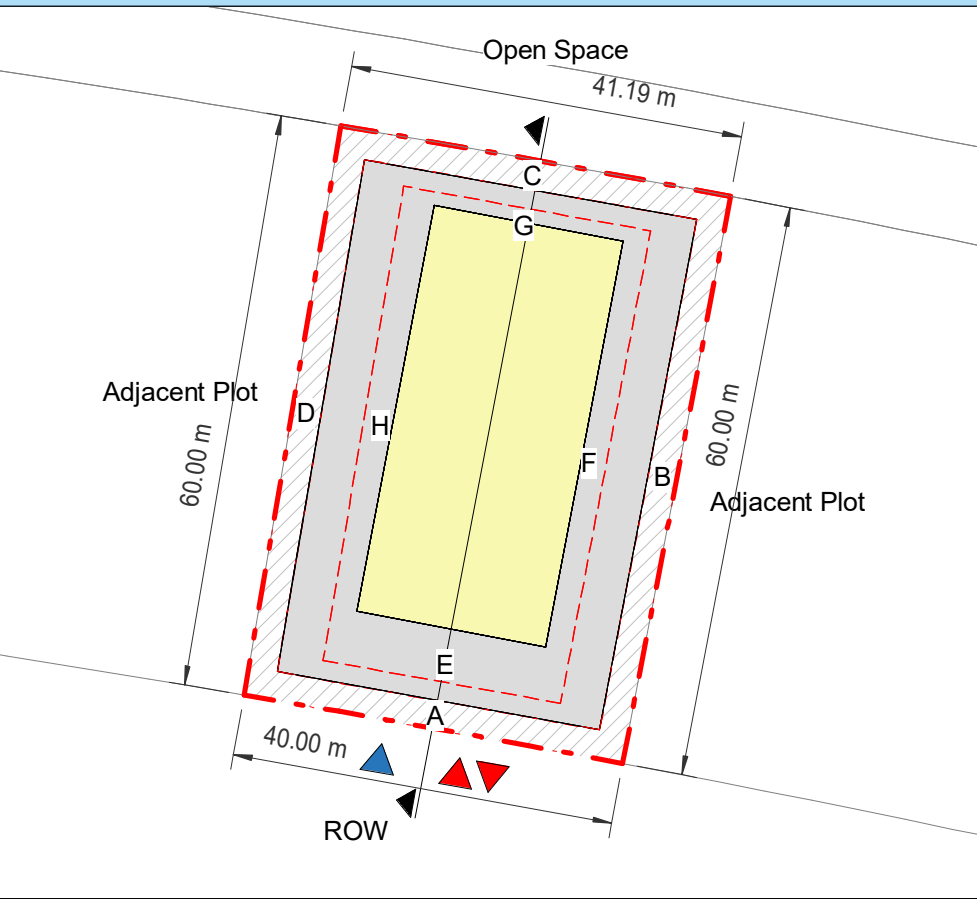 Open Space
41.19 m
C
G
Adjacent Plot
D
H
60.00 m
F
B
60.00 m
Adjacent Plot
E
A
40.00 m
ROW